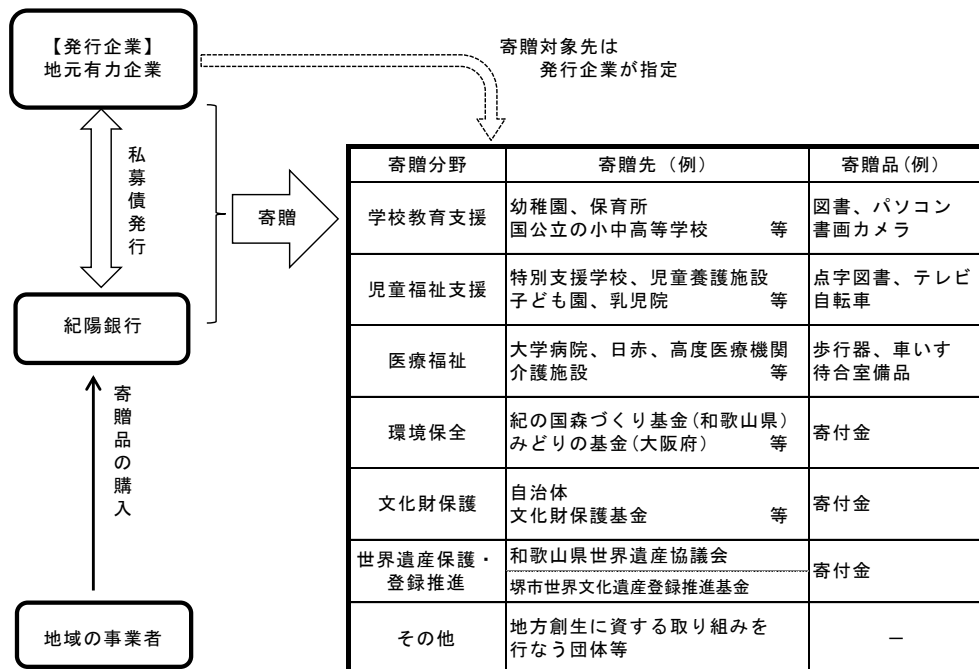 【発行企業】
地元有力企業
寄贈対象先は
発行企業が指定
私募債発行
寄贈
紀陽銀行
寄贈品の購入
地域の事業者
寄贈分野 寄贈先（例） 寄贈品(例)
学校教育支援
幼稚園、保育所
国公立の小中高等学校 等
図書、パソコン
書画カメラ
児童福祉支援
特別支援学校、児童養護施設
子ども園、乳児院 等
点字図書、テレビ
自転車
医療福祉
大学病院、日赤、高度医療機関
介護施設 等
歩行器、車いす
待合室備品
環境保全
紀の国森づくり基金(和歌山県)
みどりの基金(大阪府) 等
寄付金
文化財保護
自治体
文化財保護基金 等
寄付金
世界遺産保護・
登録推進
和歌山県世界遺産協議会
堺市世界文化遺産登録推進基金
寄付金
その他
地方創生に資する取り組みを
行なう団体等
－